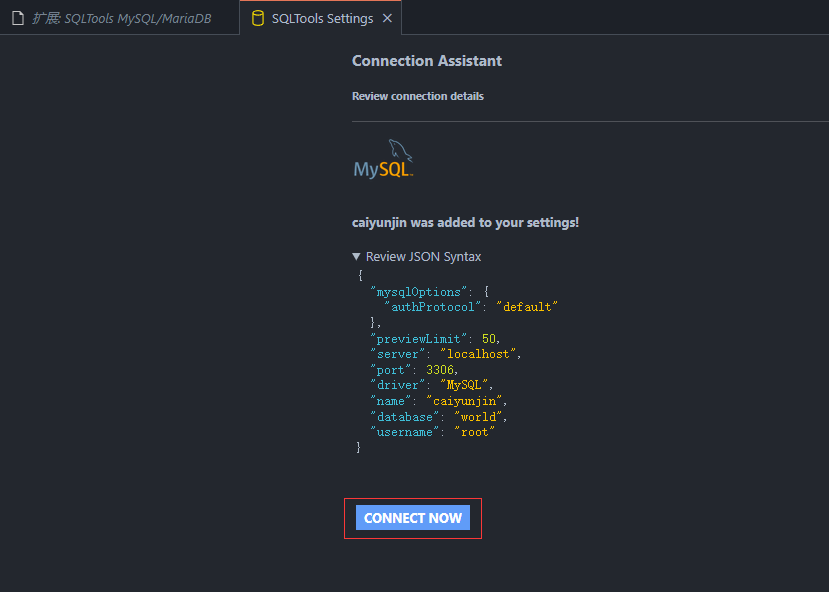 扩展: SQLTools MySQL/MariaDB
SQLTools Settings
Connection Assistant
Review connection details
MySQL™
caiyunjin was added to your settings!
Review JSON Syntax
{
"mysqlOptions": {
"authProtocol": "default"
},
"previewLimit": 50,
"server": "localhost",
"port": 3306,
"driver": "MySQL",
"name": "caiyunjin",
"database": "world",
"username": "root"
}
CONNECT NOW